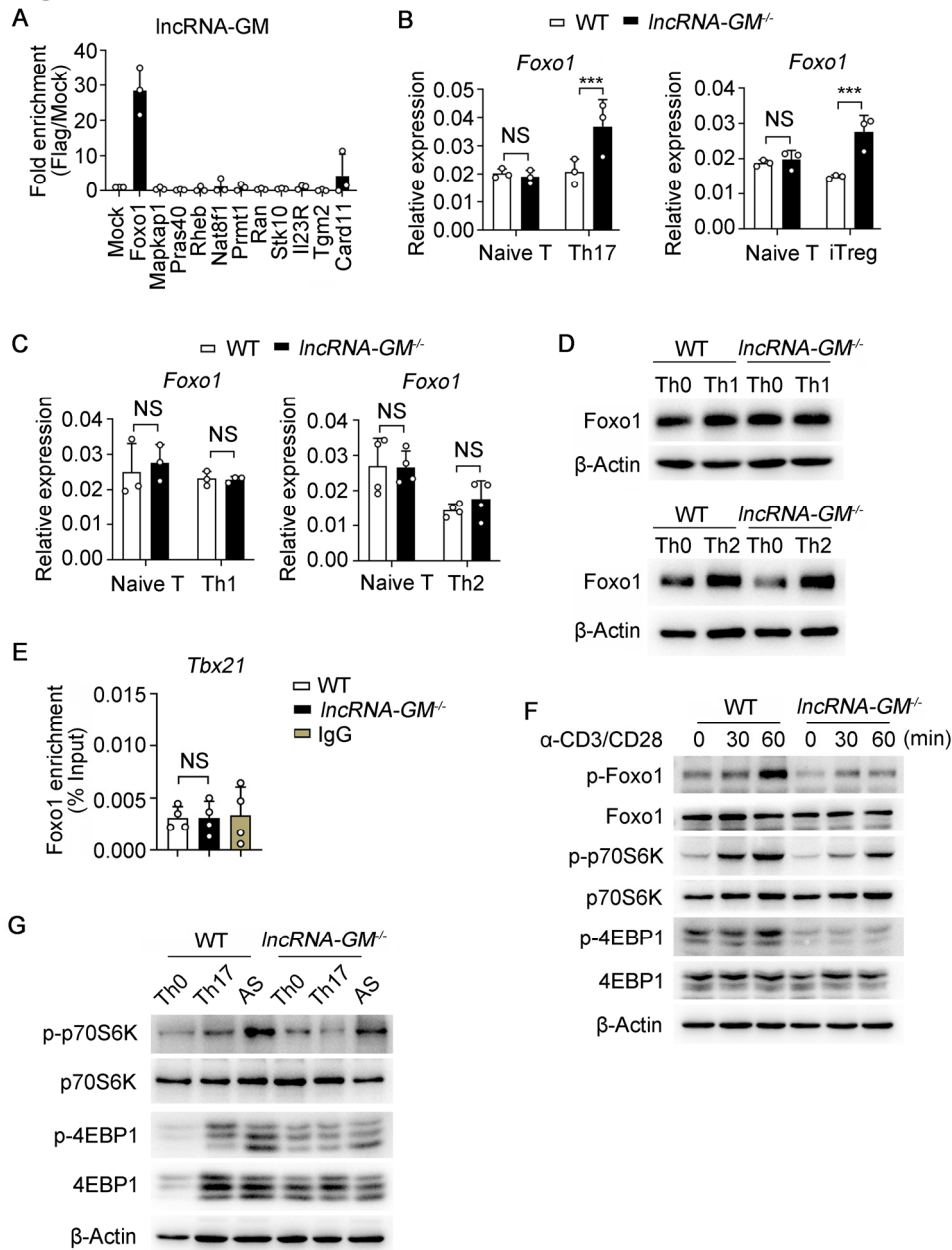 A
lncRNA-GM
Fold enrichment
(Flag/Mock)
40
30
20
10
0
Mock
Foxo1
Mapkap1
Pras40
Rheb
Nat8f1
Prmt1
Ran
Stk10
Il23R
Tgm2
Card11
B
WT lncRNA-GM-/-
Foxo1
Relative expression
0.05
0.04
0.03
0.02
0.01
0.00
NS
***
Naive T Th17
Foxo1
Relative expression
0.04
0.03
0.02
0.01
0.00
NS
***
Naive T iTreg
C
WT lncRNA-GM-/-
Foxo1
Relative expression
0.04
0.03
0.02
0.01
0.00
NS
NS
Naive T Th1
Foxo1
Relative expression
0.04
0.03
0.02
0.01
0.00
NS
NS
Naive T Th2
D
WT lncRNA-GM-/-
Th0 Th1 Th0 Th1
Foxo1
β-Actin
WT lncRNA-GM-/-
Th0 Th2 Th0 Th2
Foxo1
β-Actin
E
Tbx21
Foxo1 enrichment
(% Input)
0.015
0.010
0.005
0.000
NS
WT
lncRNA-GM-/-
IgG
F
WT lncRNA-GM-/-
α-CD3/CD28 0 30 60 0 30 60 (min)
p-Foxo1
Foxo1
p-p70S6K
p70S6K
p-4EBP1
4EBP1
β-Actin
G
WT lncRNA-GM-/-
Th0 Th17 AS Th0 Th17 AS
p-p70S6K
p70S6K
p-4EBP1
4EBP1
β-Actin